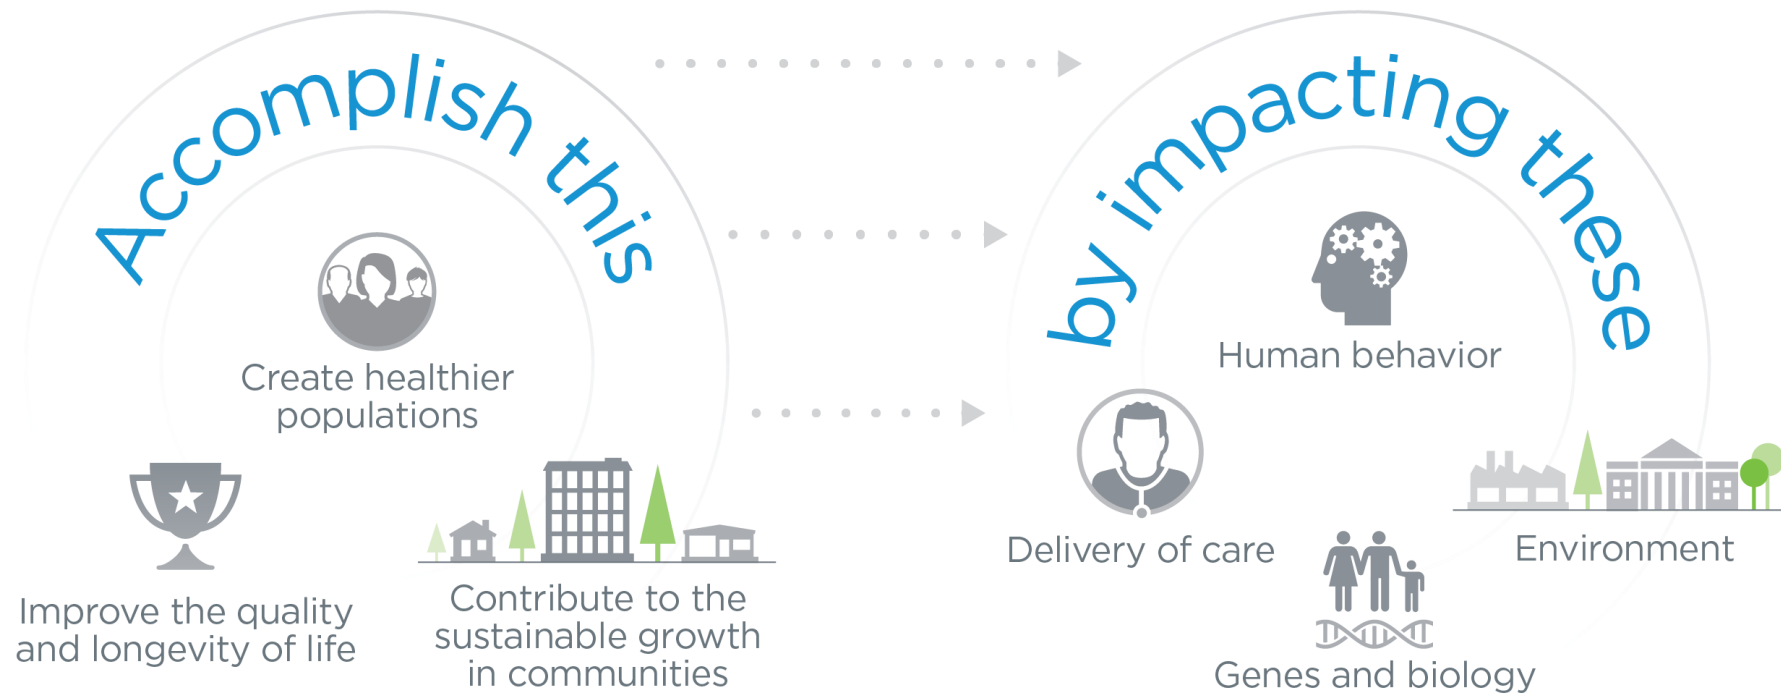 Accomplish this
Create healthier
populations
Improve the quality
and longevity of life
Contribute to the
sustainable growth
in communities
by impacting these
Human behavior
Delivery of care
Environment
Genes and biology